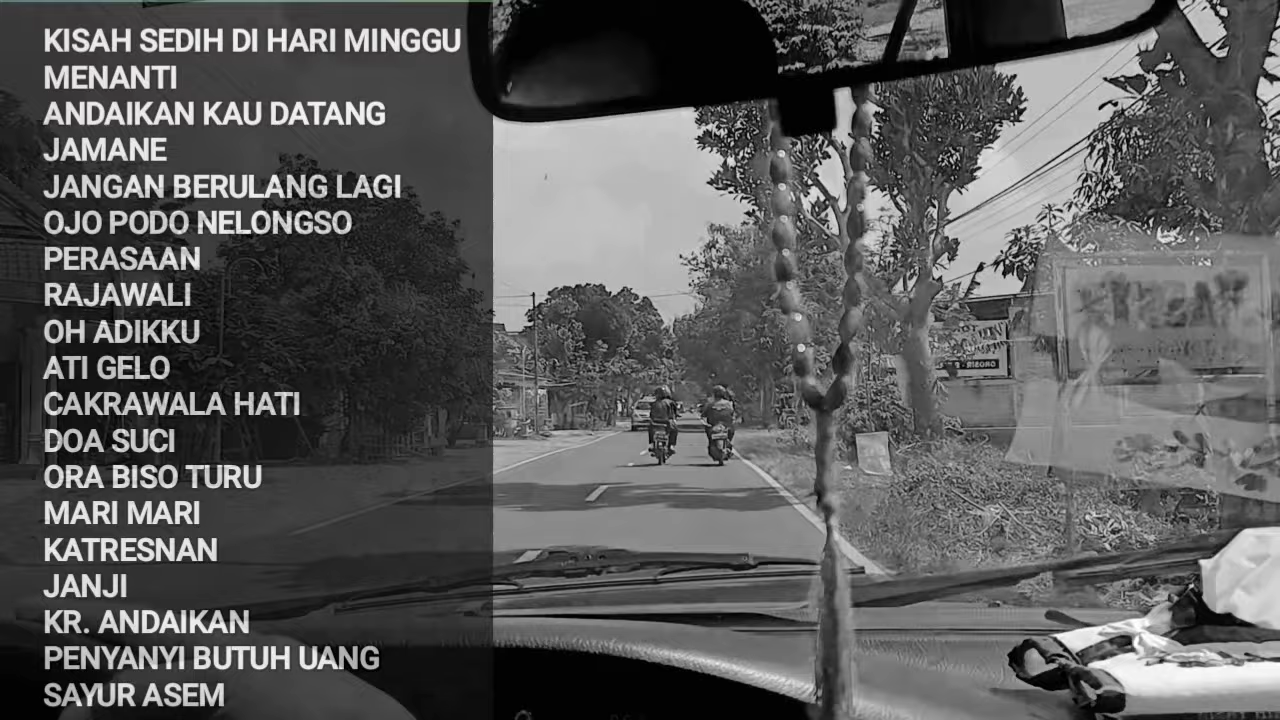 KISAH SEDIH DI HARI MINGGU
MENANTI
ANDAIKAN KAU DATANG
JAMANE
JANGAN BERULANG LAGI
OJO PODO NELONGSO
PERASAAN
RAJAWALI
OH ADIKKU
ATI GELO
CAKRAWALA HATI
DOA SUCI
ORA BISO TURU
MARI MARI
KATRESNAN
JANJI
KR. ANDAIKAN
PENYANYI BUTUH UANG
SAYUR ASEM